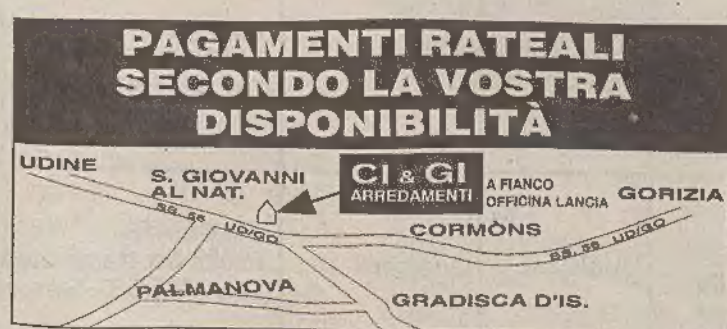 PAGAMENTI RATEALI
SECONDO LA VOSTRA
DISPONIBILITÀ
UDINE
S. GIOVANNI
AL NAT.
CI & GI
ARREDAMENTI
A FIANCO
OFFICINA LANCIA
GORIZIA
SS. 56 UD/GO
CORMÒNS
SS. 56 UD/GO
PALMANOVA
GRADISCA D'IS.